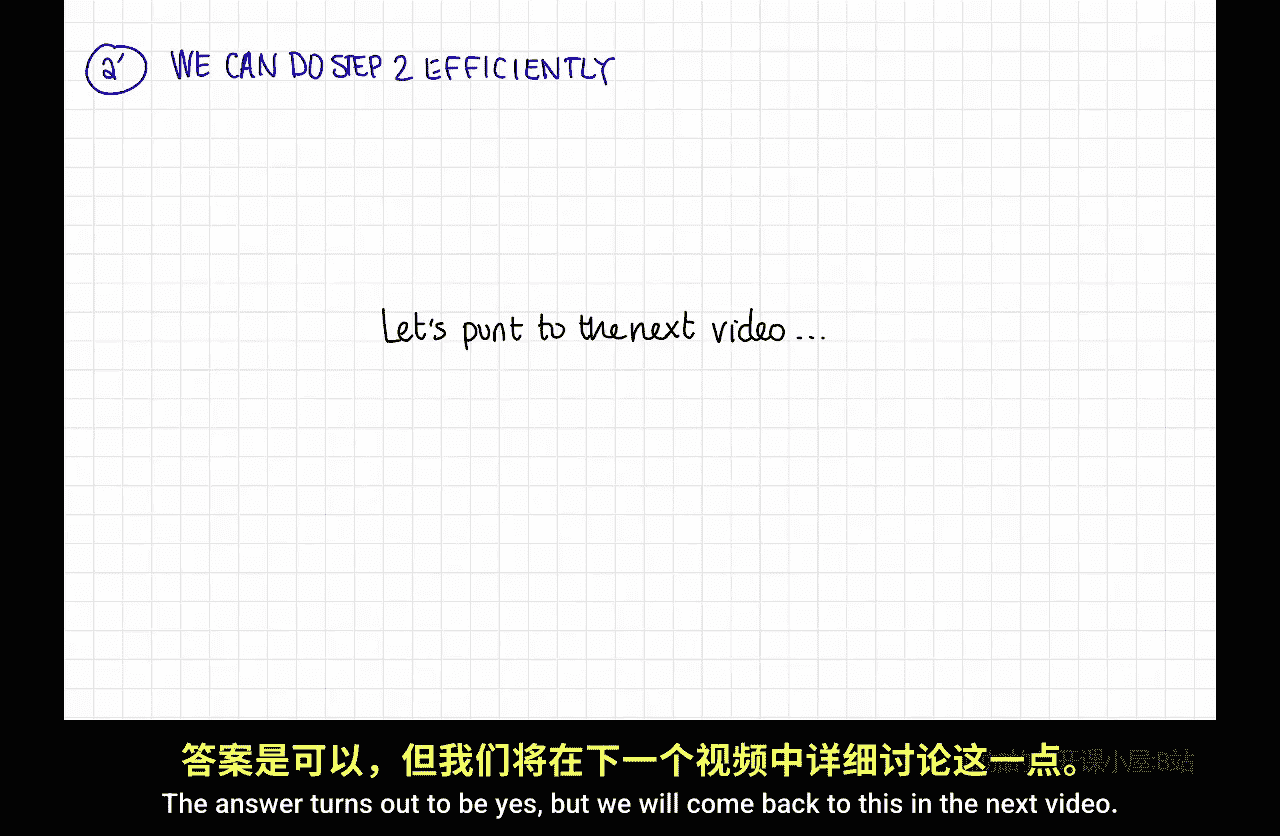 2' WE CAN DO STEP 2 EFFICIENTLY
Let's punt to the next video...
答案是可以，但我们将在下一个视频中详细讨论这一点。
The answer turns out to be yes, but we will come back to this in the next video.